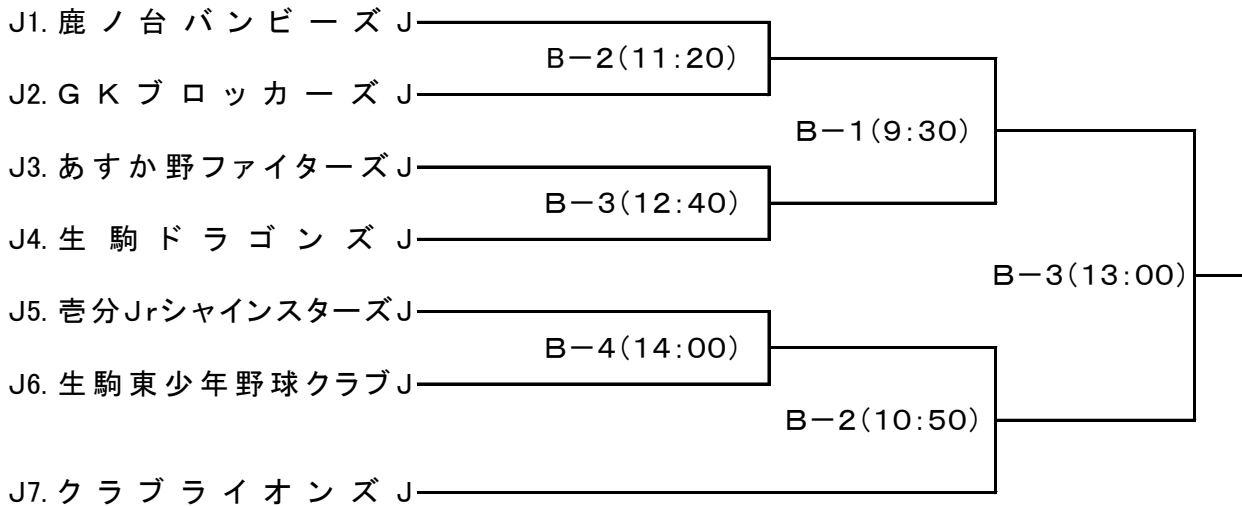 J1. 鹿ノ台バンビーズJ
B－2(11:20)
J2. GKブロッカーズJ
B－1(9:30)
J3. あすか野ファイターズJ
B－3(12:40)
J4. 生駒ドラゴンズJ
B－3(13:00)
J5. 壱分JrシャインスターズJ
B－4(14:00)
J6. 生駒東少年野球クラブJ
B－2(10:50)
J7. クラブライオンズJ